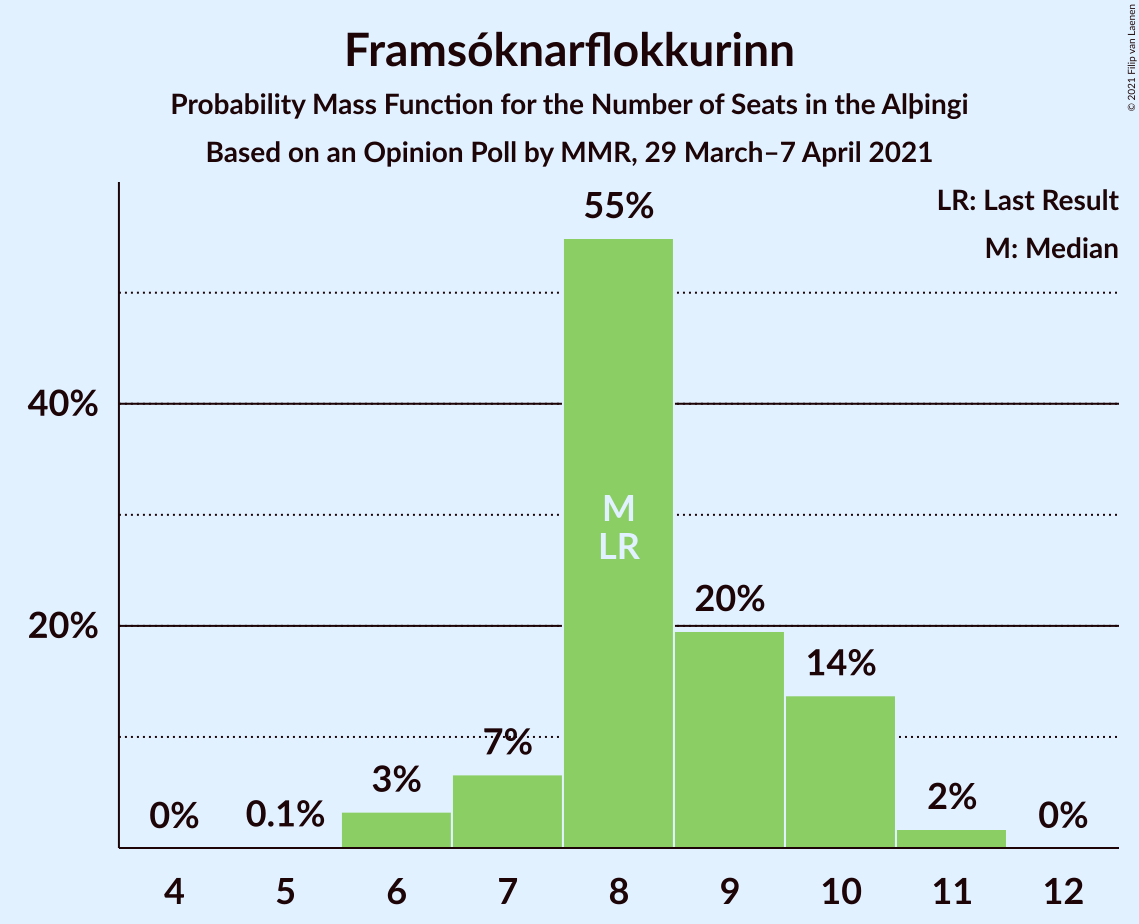 Framsóknarflokkurinn
Probability Mass Function for the Number of Seats in the Alþingi
Based on an Opinion Poll by MMR, 29 March–7 April 2021
© 2021 Filip van Laenen
LR: Last Result
M: Median
55%
40%
M
LR
20%
20%
14%
7%
3%
2%
0%
0.1%
0%
4
5
6
7
8
9
10
11
12